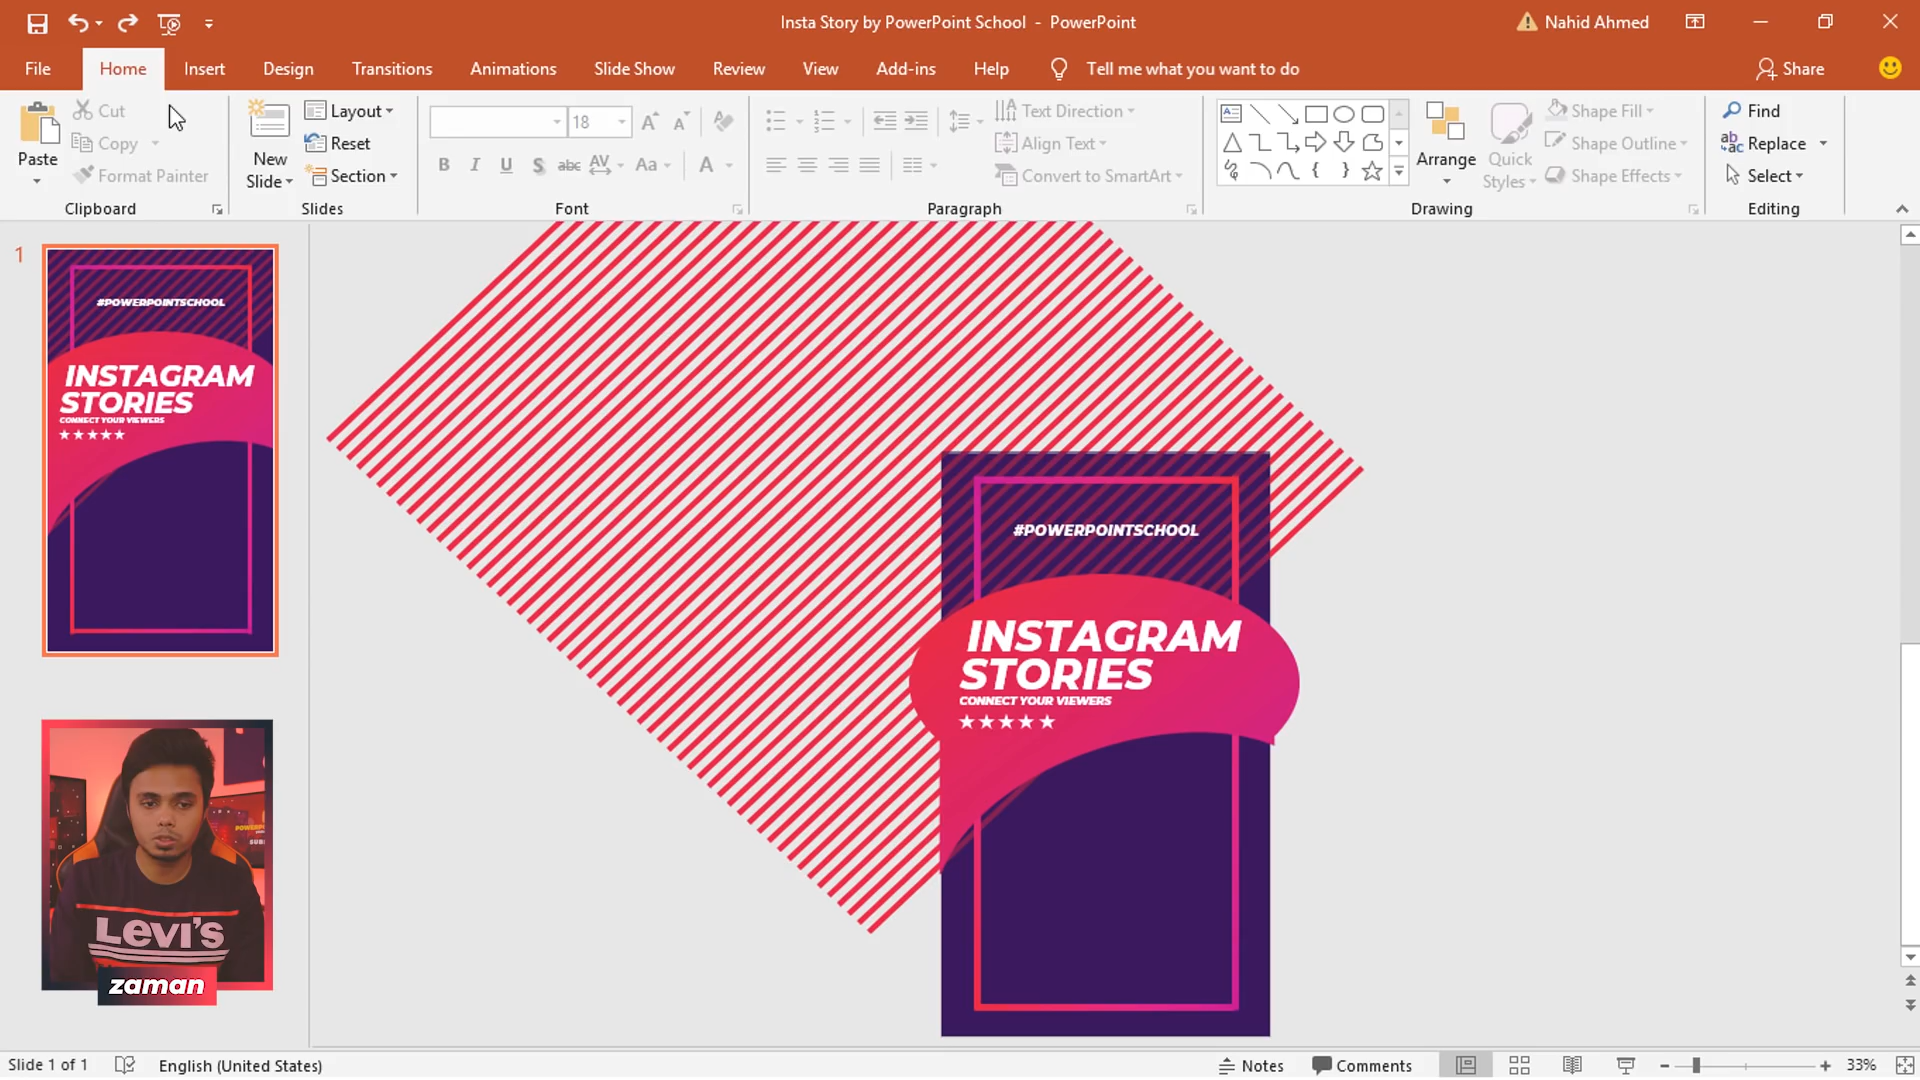 Insta Story by PowerPoint School - PowerPoint
Nahid Ahmed
File
Home
Insert
Design
Transitions
Animations
Slide Show
Review
View
Add-ins
Help
Tell me what you want to do
Share
Paste
Cut
Copy
Format Painter
Clipboard
New
Slide
Layout
Reset
Section
Slides
18
Font
Text Direction
Align Text
Convert to SmartArt
Paragraph
Arrange
Quick
Styles
Shape Fill
Shape Outline
Shape Effects
Drawing
Find
Replace
Select
Editing
1
#POWERPOINTSCHOOL
INSTAGRAM
STORIES
CONNECT YOUR VIEWERS
#POWERPOINTSCHOOL
INSTAGRAM
STORIES
CONNECT YOUR VIEWERS
LEVI'S
zaman
Slide 1 of 1
English (United States)
Notes
Comments
33%